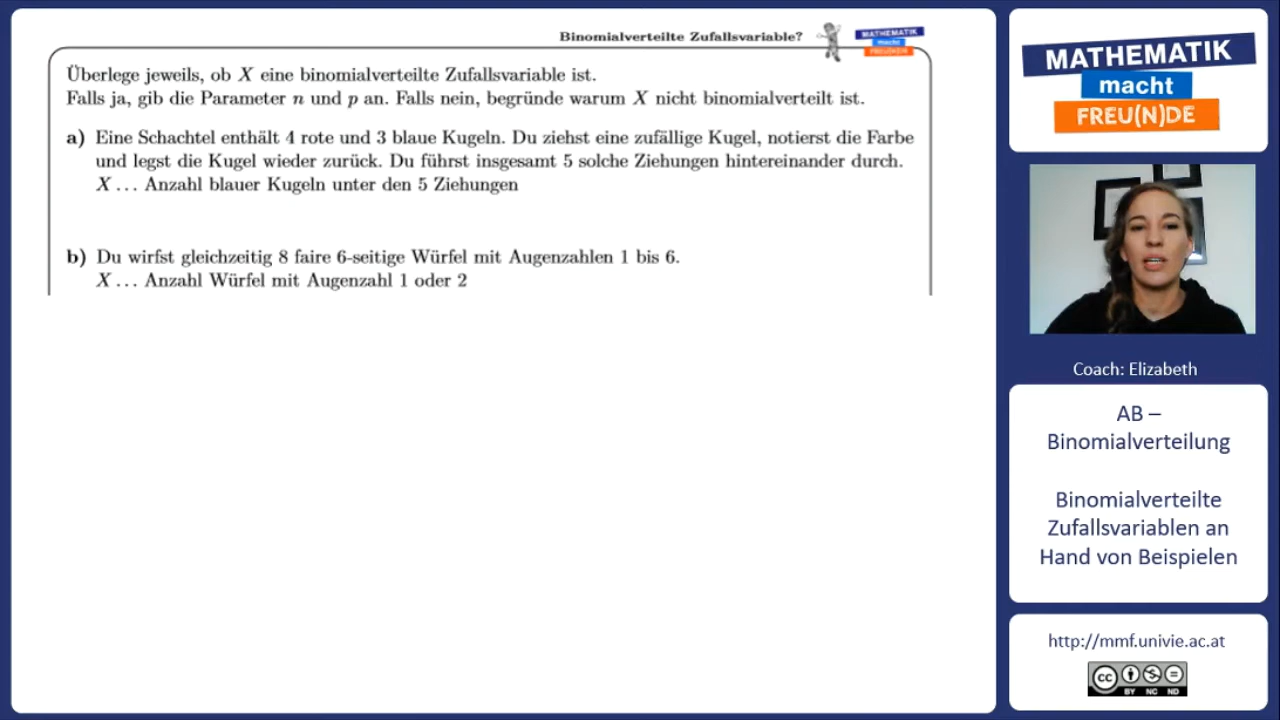 Binomialverteilte Zufallsvariable?
MATHEMATIK
macht
FREU(N)DE
Überlege jeweils, ob X eine binomialverteilte Zufallsvariable ist.
Falls ja, gib die Parameter n und p an. Falls nein, begründe warum X nicht binomialverteilt ist.
a) Eine Schachtel enthält 4 rote und 3 blaue Kugeln. Du ziehst eine zufällige Kugel, notierst die Farbe
und legst die Kugel wieder zurück. Du führst insgesamt 5 solche Ziehungen hintereinander durch.
X ... Anzahl blauer Kugeln unter den 5 Ziehungen
b) Du wirfst gleichzeitig 8 faire 6-seitige Würfel mit Augenzahlen 1 bis 6.
X ... Anzahl Würfel mit Augenzahl 1 oder 2
MATHEMATIK
macht
FREU(N)DE
Coach: Elizabeth
AB –
Binomialverteilung
Binomialverteilte
Zufallsvariablen an
Hand von Beispielen
http://mmf.univie.ac.at
cc
BY NC ND